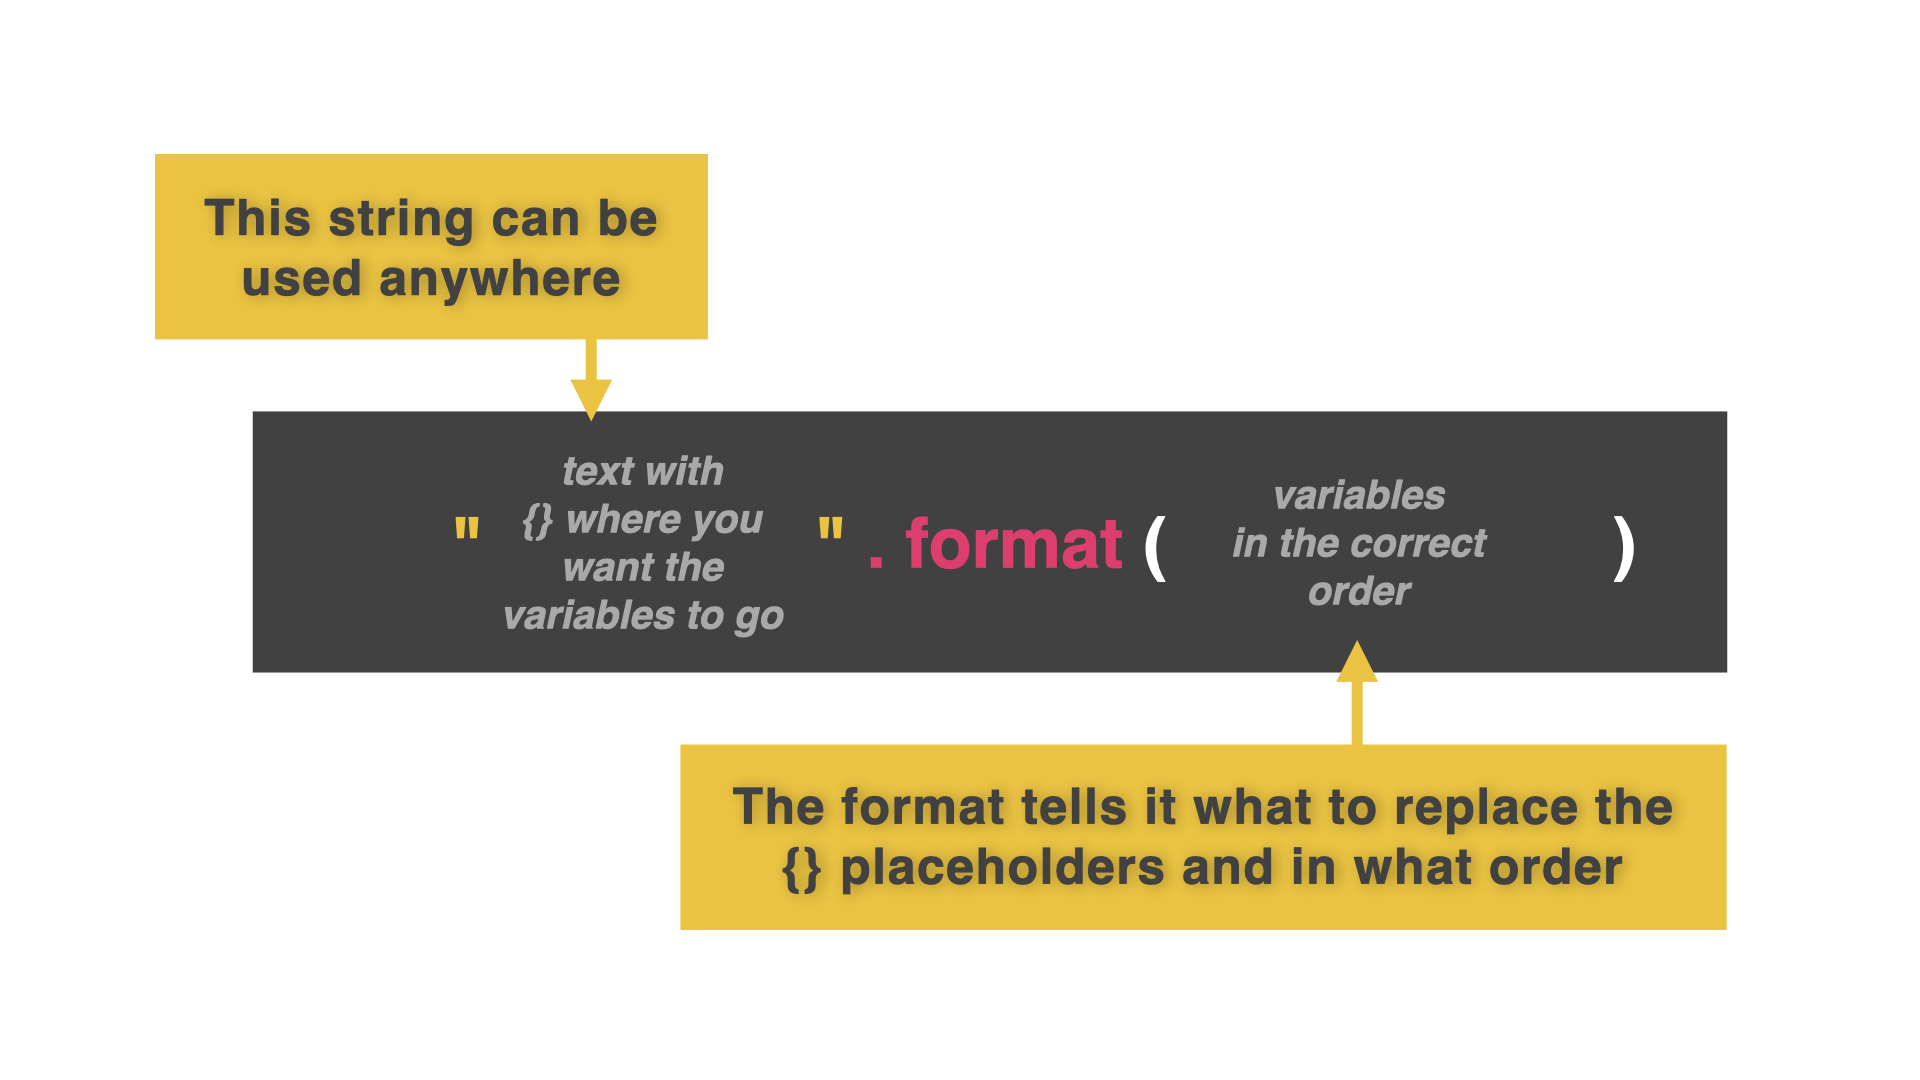 This string can be
used anywhere
text with
{} where you
want the
variables to go
" " . format ( )
variables
in the correct
order
The format tells it what to replace the
{} placeholders and in what order